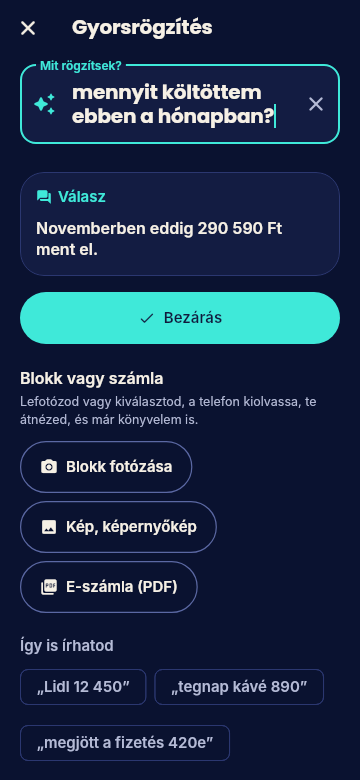 Gyorsrögzítés
Mit rögzítsek?
mennyit költöttem
ebben a hónapban?
Válasz
Novemberben eddig 290 590 Ft
ment el.
Bezárás
Blokk vagy számla
Lefotózod vagy kiválasztod, a telefon kiolvassa, te
átnézed, és már könyvelem is.
Blokk fotózása
Kép, képernyőkép
PDF E-számla (PDF)
Így is írhatod
„Lidl 12 450”
„tegnap kávé 890”
„megjött a fizetés 420e”